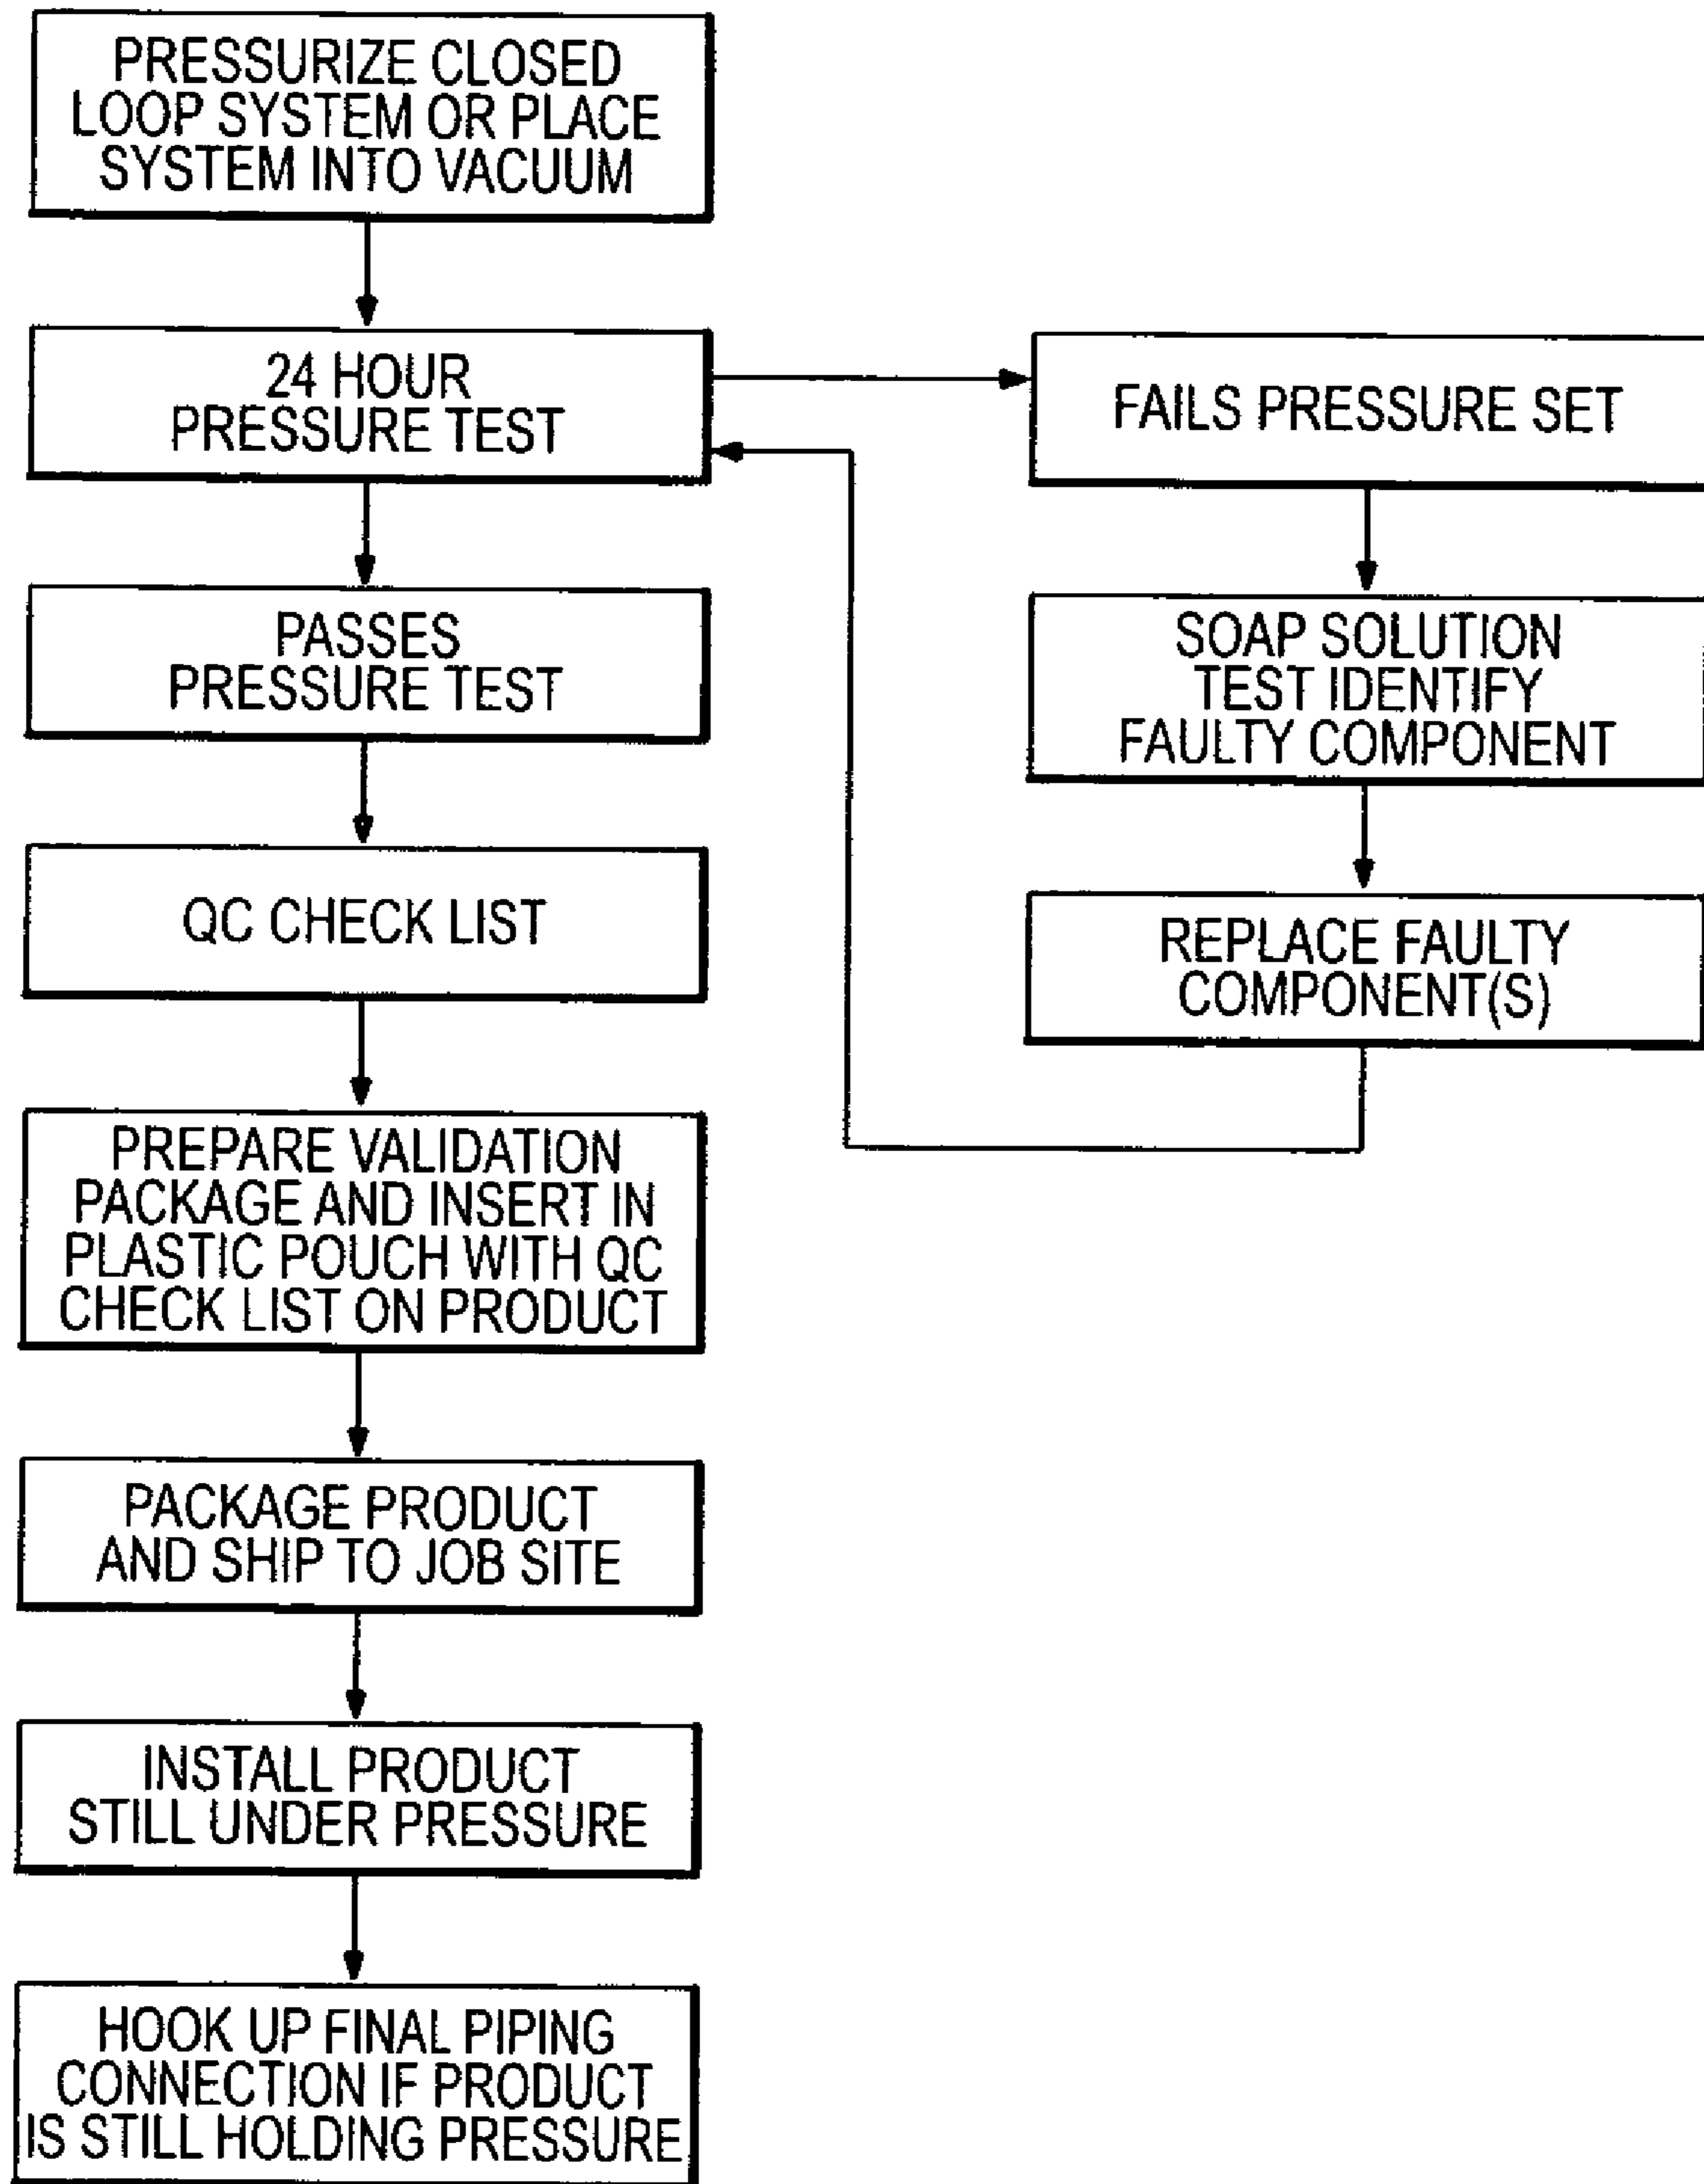 PRESSURIZE CLOSED
LOOP SYSTEM OR PLACE
SYSTEM INTO VACUUM
24 HOUR
PRESSURE TEST
FAILS PRESSURE SET
PASSES
PRESSURE TEST
SOAP SOLUTION
TEST IDENTIFY
FAULTY COMPONENT
QC CHECK LIST
REPLACE FAULTY
COMPONENT(S)
PREPARE VALIDATION
PACKAGE AND INSERT IN
PLASTIC POUCH WITH QC
CHECK LIST ON PRODUCT
PACKAGE PRODUCT
AND SHIP TO JOB SITE
INSTALL PRODUCT
STILL UNDER PRESSURE
HOOK UP FINAL PIPING
CONNECTION IF PRODUCT
IS STILL HOLDING PRESSURE